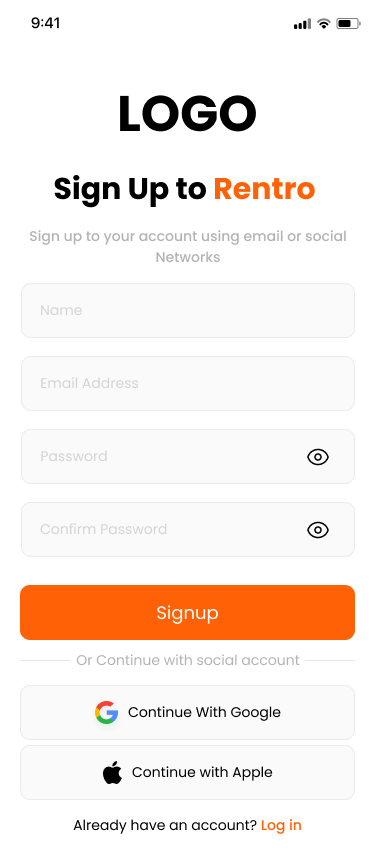 9:41
LOGO
Sign Up to Rentro
Sign up to your account using email or social
Networks
Name
Email Address
Password
Confirm Password
Signup
Or Continue with social account
Continue With Google
Continue with Apple
Already have an account? Log in